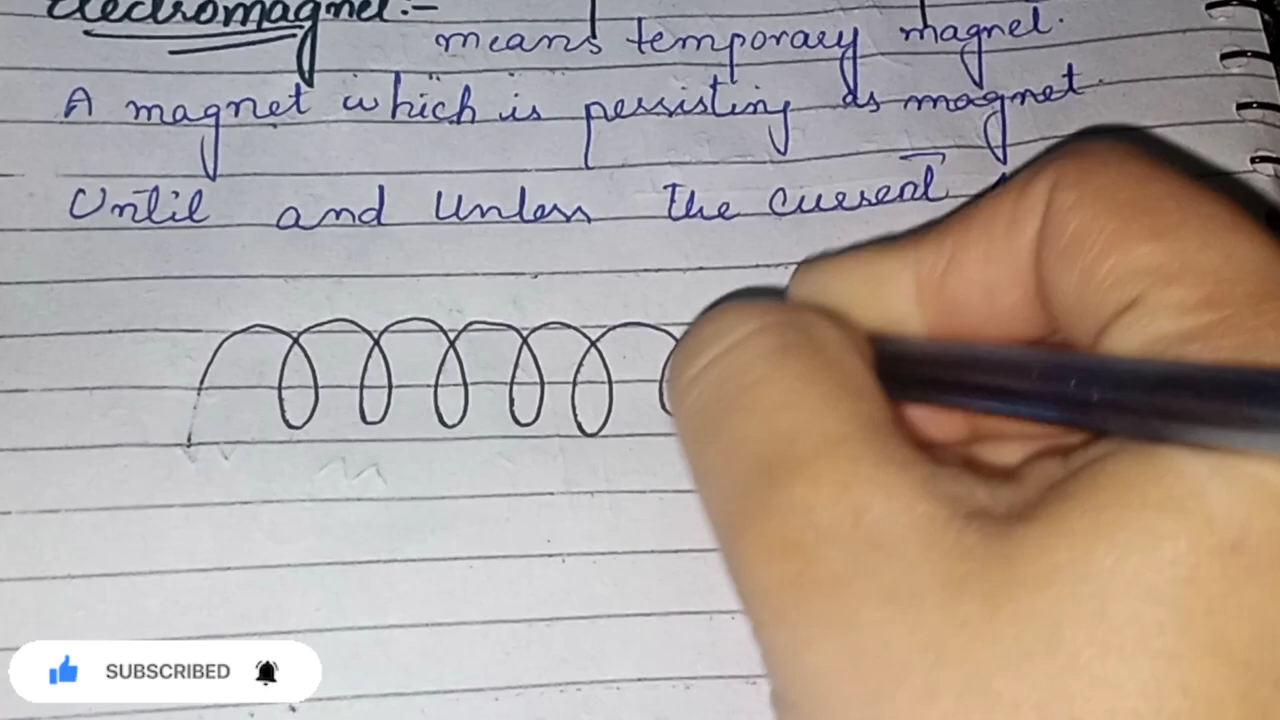 Electromagnet:-
means temporary magnet.
A magnet which is persisting as magnet
Until and Unless the current
SUBSCRIBED